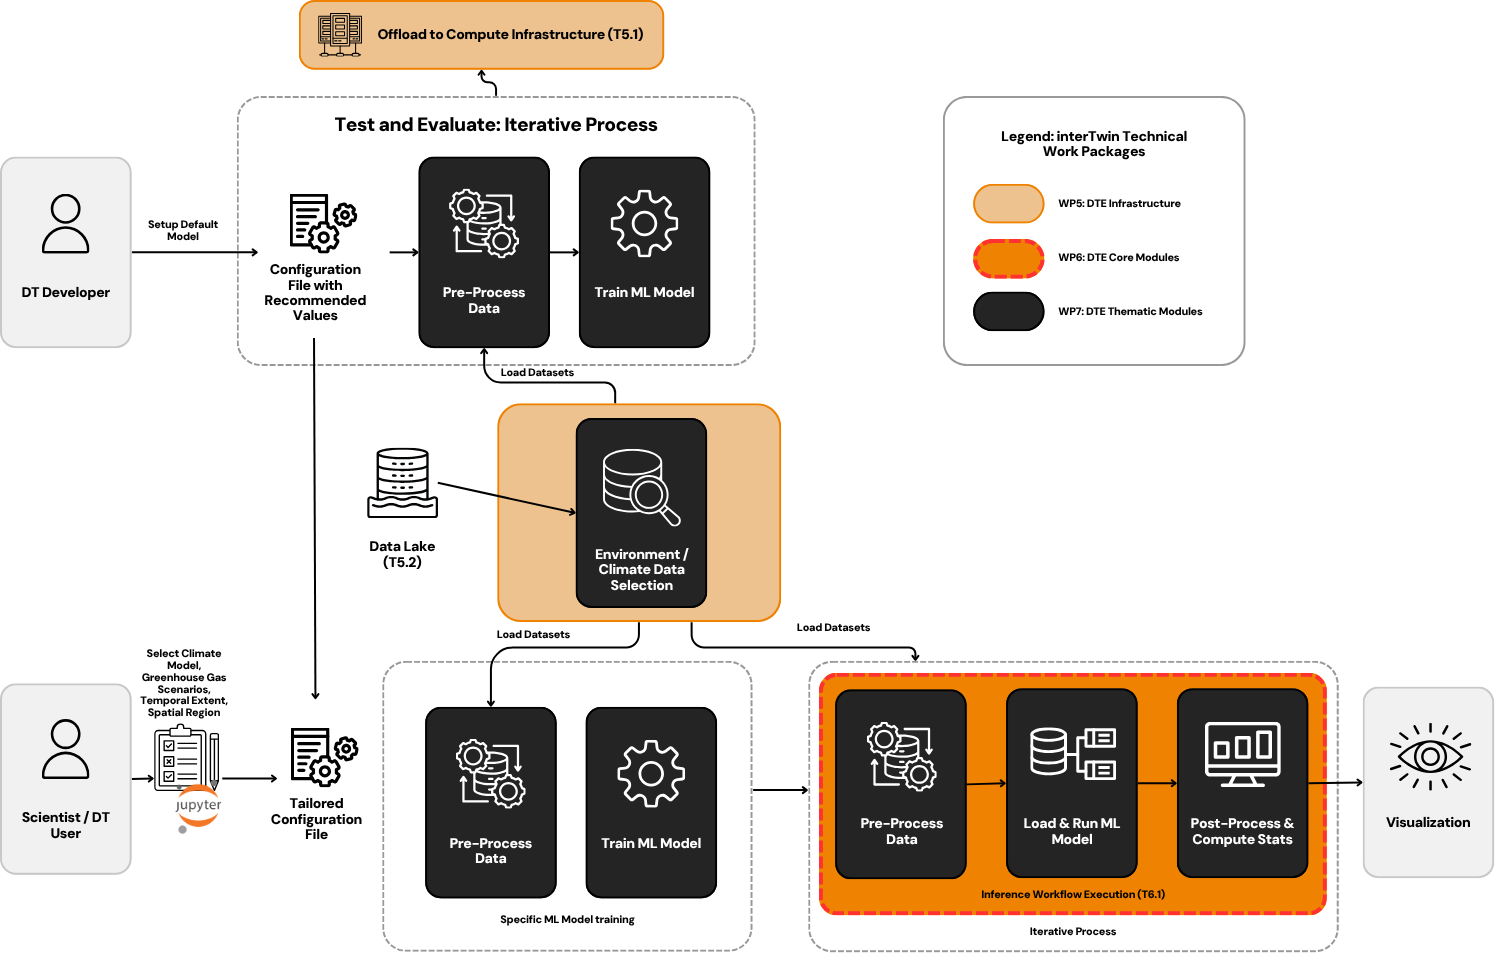 Offload to Compute Infrastructure (T5.1)
Test and Evaluate: Iterative Process
DT Developer
Setup Default
Model
Configuration
File with
Recommended
Values
Pre-Process
Data
Train ML Model
Legend: interTwin Technical
Work Packages
WP5: DTE Infrastructure
WP6: DTE Core Modules
WP7: DTE Thematic Modules
Load Datasets
Data Lake
(T5.2)
Environment /
Climate Data
Selection
Load Datasets
Load Datasets
Scientist / DT
User
Select Climate
Model,
Greenhouse Gas
Scenarios,
Temporal Extent,
Spatial Region
jupyter
Tailored
Configuration
File
Pre-Process
Data
Train ML Model
Specific ML Model training
Pre-Process
Data
Load & Run ML
Model
Post-Process &
Compute Stats
Inference Workflow Execution (T6.1)
Iterative Process
Visualization